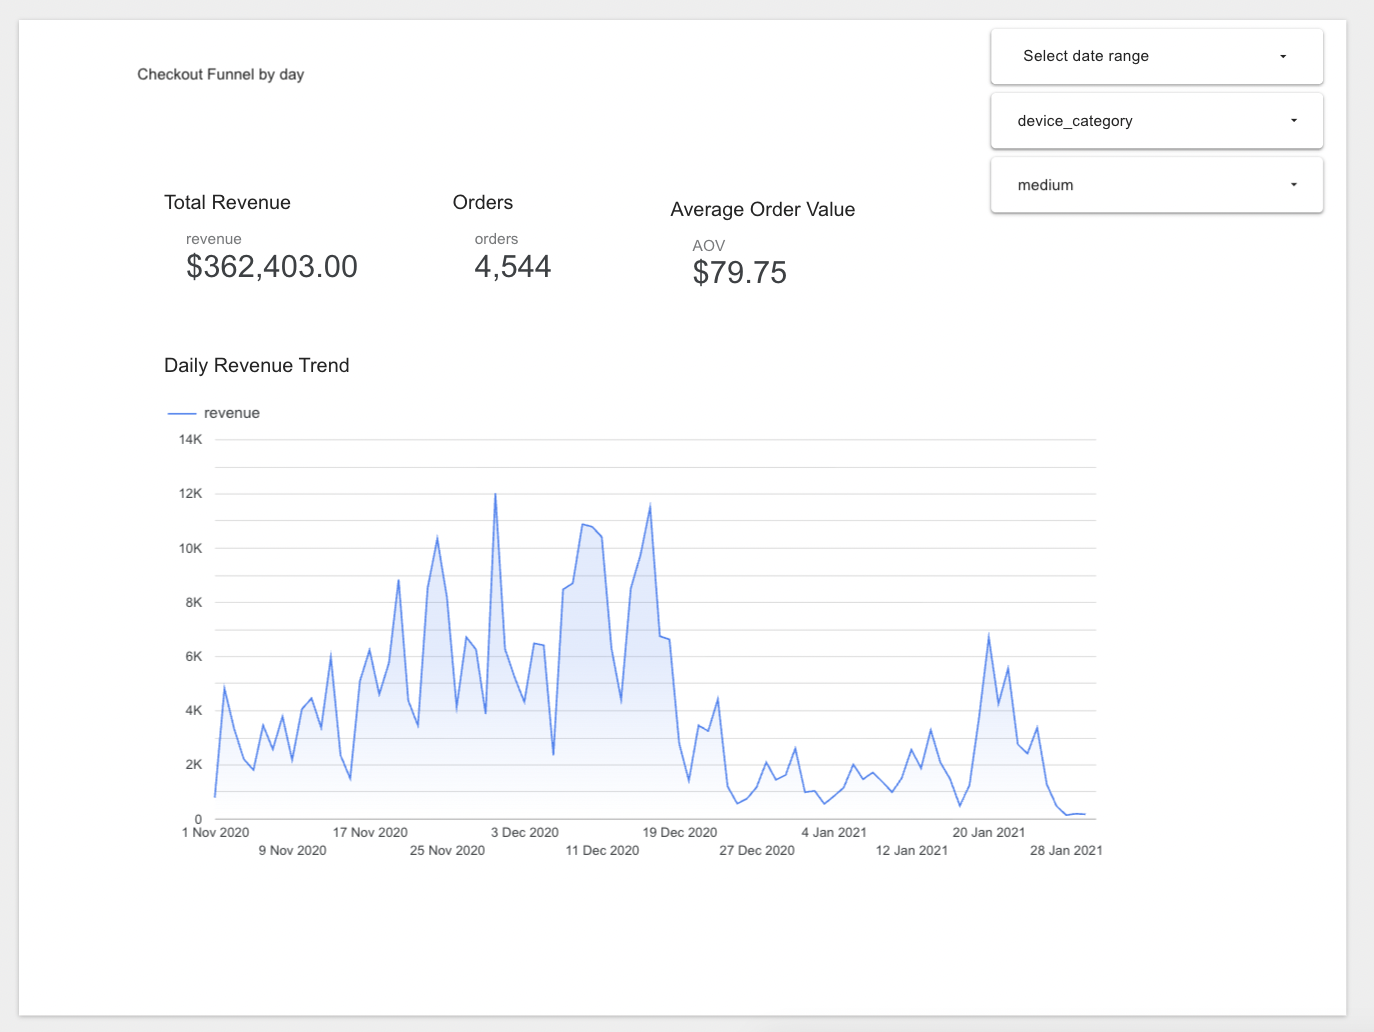 Select date range
Checkout Funnel by day
device_category
medium
Total Revenue
Orders
Average Order Value
revenue
$362,403.00
orders
4,544
AOV
$79.75
Daily Revenue Trend
revenue
14K
12K
10K
8K
6K
4K
2K
0
1 Nov 2020
17 Nov 2020
3 Dec 2020
19 Dec 2020
4 Jan 2021
20 Jan 2021
9 Nov 2020
25 Nov 2020
11 Dec 2020
27 Dec 2020
12 Jan 2021
28 Jan 2021